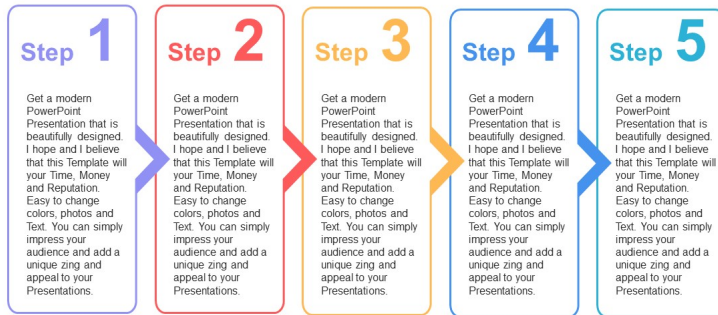 Step 1
Get a modern
PowerPoint
Presentation that is
beautifully designed.
I hope and I believe
that this Template will
your Time, Money
and Reputation.
Easy to change
colors, photos and
Text. You can simply
impress your
audience and add a
unique zing and
appeal to your
Presentations.
Step 2
Get a modern
PowerPoint
Presentation that is
beautifully designed.
I hope and I believe
that this Template will
your Time, Money
and Reputation.
Easy to change
colors, photos and
Text. You can simply
impress your
audience and add a
unique zing and
appeal to your
Presentations.
Step 3
Get a modern
PowerPoint
Presentation that is
beautifully designed.
I hope and I believe
that this Template will
your Time, Money
and Reputation.
Easy to change
colors, photos and
Text. You can simply
impress your
audience and add a
unique zing and
appeal to your
Presentations.
Step 4
Get a modern
PowerPoint
Presentation that is
beautifully designed.
I hope and I believe
that this Template will
your Time, Money
and Reputation.
Easy to change
colors, photos and
Text. You can simply
impress your
audience and add a
unique zing and
appeal to your
Presentations.
Step 5
Get a modern
PowerPoint
Presentation that is
beautifully designed.
I hope and I believe
that this Template will
your Time, Money
and Reputation.
Easy to change
colors, photos and
Text. You can simply
impress your
audience and add a
unique zing and
appeal to your
Presentations.